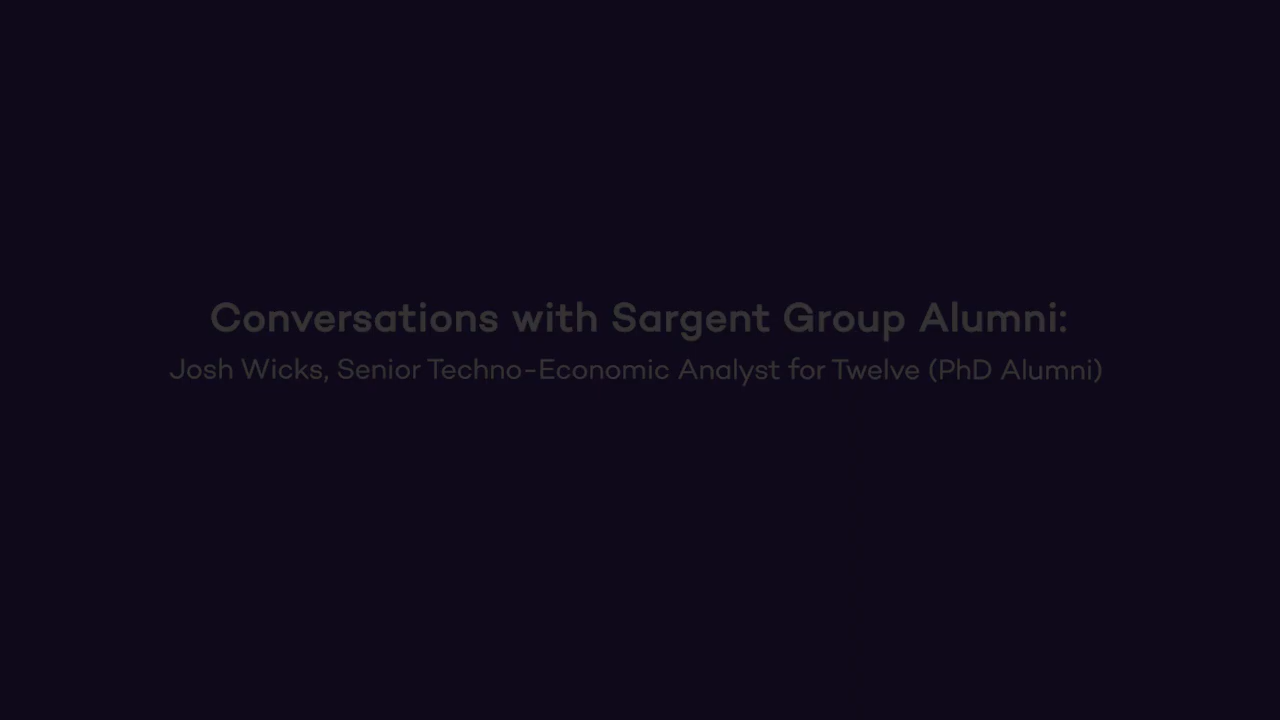 Conversations with Sargent Group Alumni:
Josh Wicks, Senior Techno-Economic Analyst for Twelve (PhD Alumni)